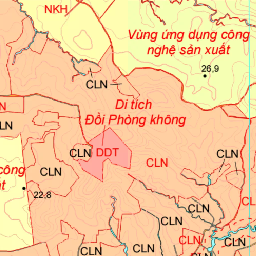 NKH
Vùng ứng dụng công
nghệ sản xuất
26,9
CLN
CLN
Di tích
Đồi Phòng không
CLN
DDT
CLN
CLN
công
CLN
CLN
22,8
CLN
CLN
CLN
CLN
CLN